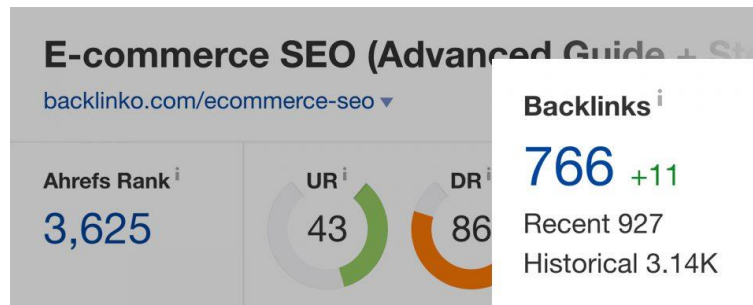 E-commerce SEO (Advanced Guide +
backlinko.com/ecommerce-seo
Ahrefs Rank i
3,625
UR i
43
DR i
86
Backlinks i
766 +11
Recent 927
Historical 3.14K